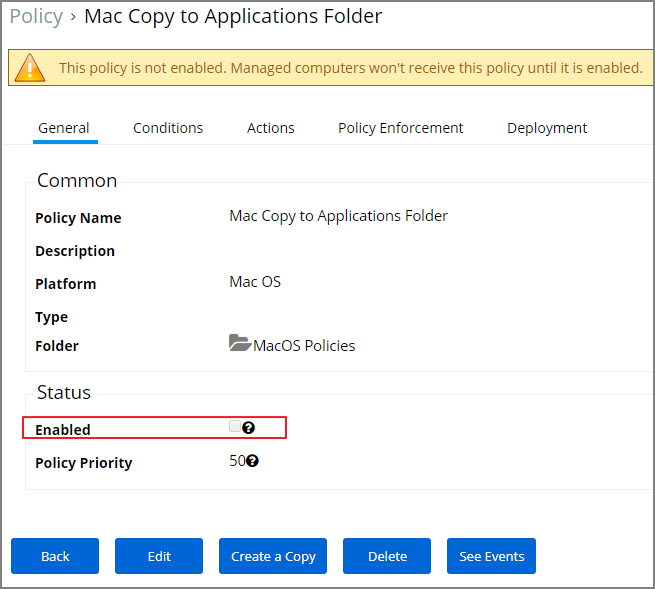 Policy › Mac Copy to Applications Folder
This policy is not enabled. Managed computers won't receive this policy until it is enabled.
General Conditions Actions Policy Enforcement Deployment
Common
Policy Name Mac Copy to Applications Folder
Description
Platform Mac OS
Type
Folder MacOS Policies
Status
Enabled ?
Policy Priority 50 ?
Back Edit Create a Copy Delete See Events